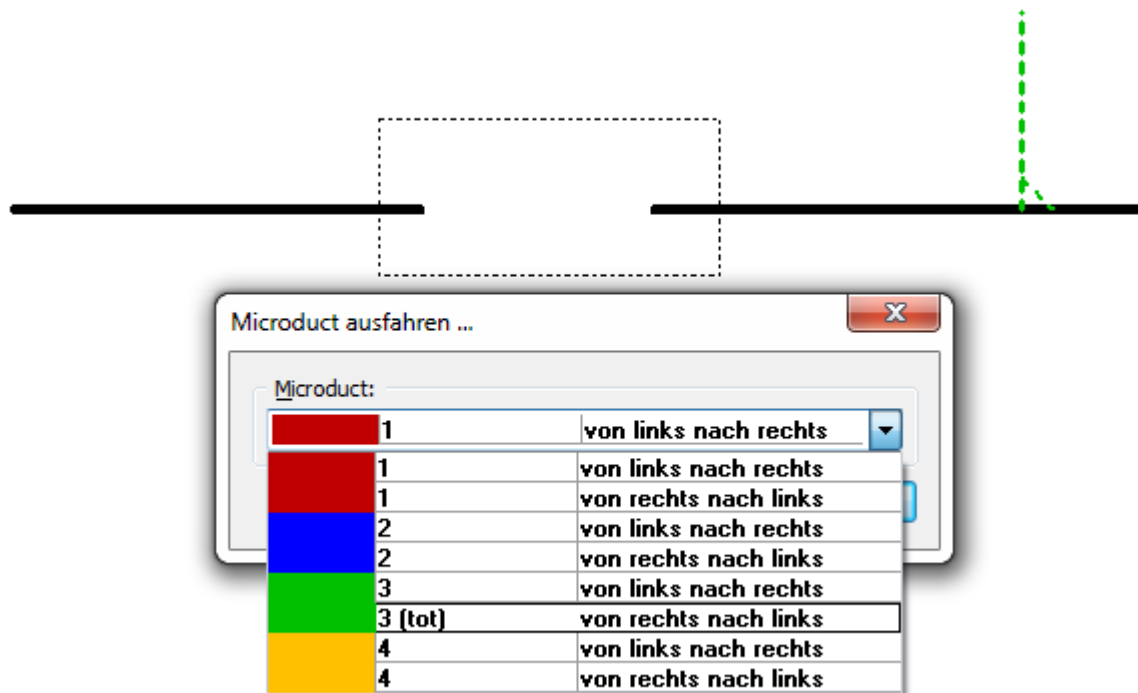 Microduct ausfahren ...
Microduct:
1 von links nach rechts
1 von links nach rechts
1 von rechts nach links
2 von links nach rechts
2 von rechts nach links
3 von links nach rechts
3 (tot) von rechts nach links
4 von links nach rechts
4 von rechts nach links